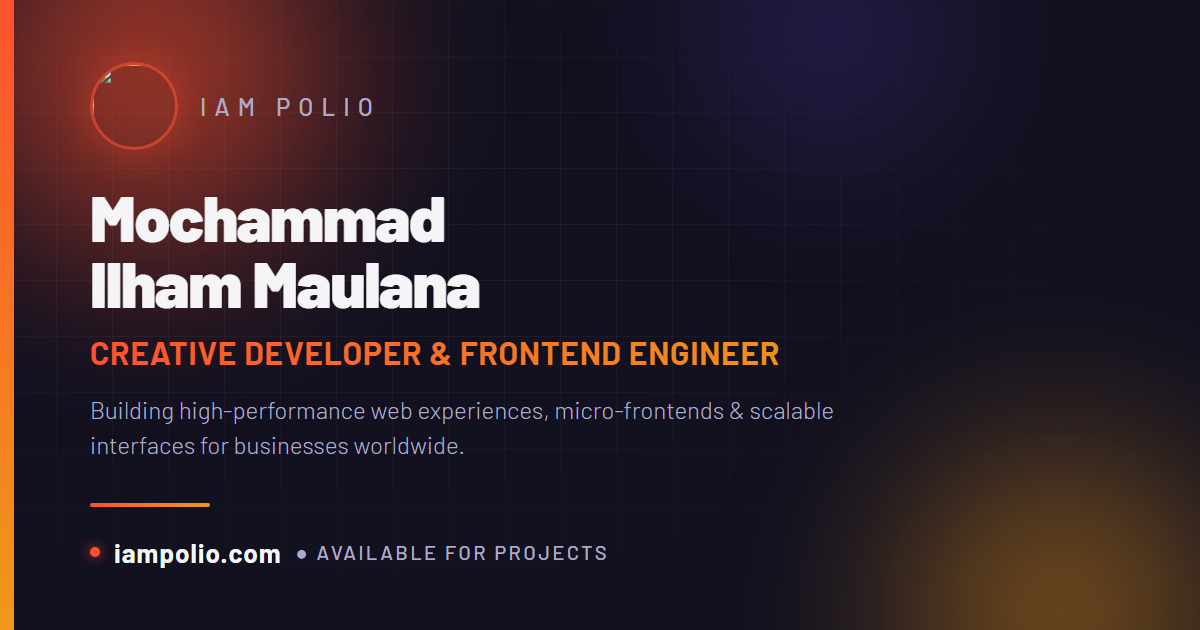 IAM POLIO
Mochammad
Ilham Maulana
CREATIVE DEVELOPER & FRONTEND ENGINEER
Building high-performance web experiences, micro-frontends & scalable
interfaces for businesses worldwide.
iampolio.com ● AVAILABLE FOR PROJECTS